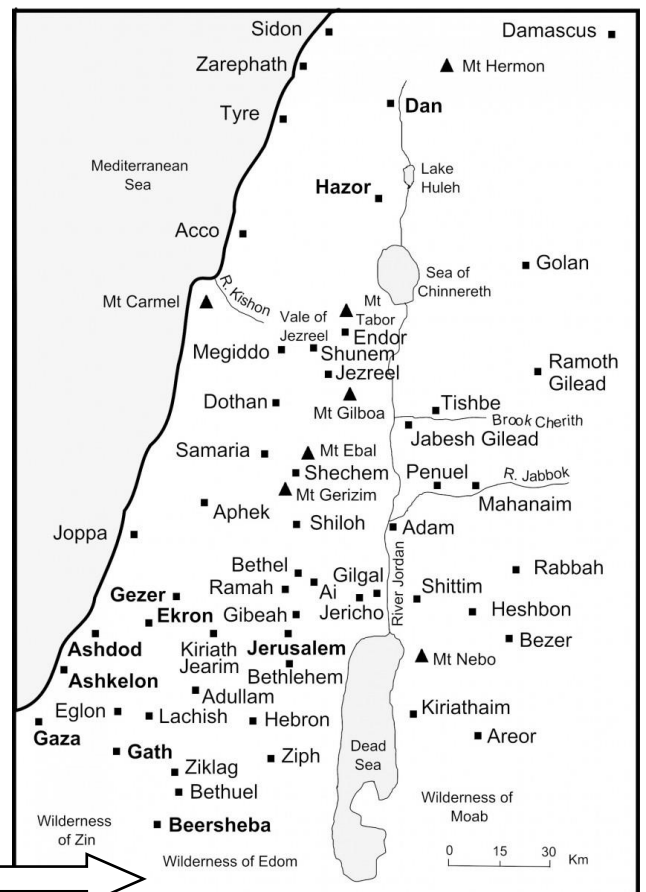 Sidon
Damascus
Zarephath
Mt Hermon
Dan
Tyre
Mediterranean
Sea
Lake
Huleh
Hazor
Acco
Golan
Sea of
Chinnereth
R. Kishon
Mt Carmel
Mt
Tabor
Vale of
Jezreel
Endor
Megiddo
Shunem
Jezreel
Ramoth
Gilead
Dothan
Mt Gilboa
Tishbe
Brook Cherith
Jabesh Gilead
Samaria
Mt Ebal
Shechem
Penuel
R. Jabbok
Mt Gerizim
Mahanaim
Aphek
Shiloh
Adam
Joppa
River Jordan
Bethel
Gilgal
Rabbah
Ramah
Ai
Shittim
Gezer
Jericho
Heshbon
Ekron
Gibeah
Ashdod
Kiriath
Jearim
Jerusalem
Bezer
Mt Nebo
Bethlehem
Ashkelon
Adullam
Eglon
Lachish
Hebron
Kiriathaim
Gaza
Areor
Gath
Ziph
Dead
Sea
Ziklag
Bethuel
Wilderness of
Moab
Wilderness
of Zin
Beersheba
Wilderness of Edom
0 15 30 Km